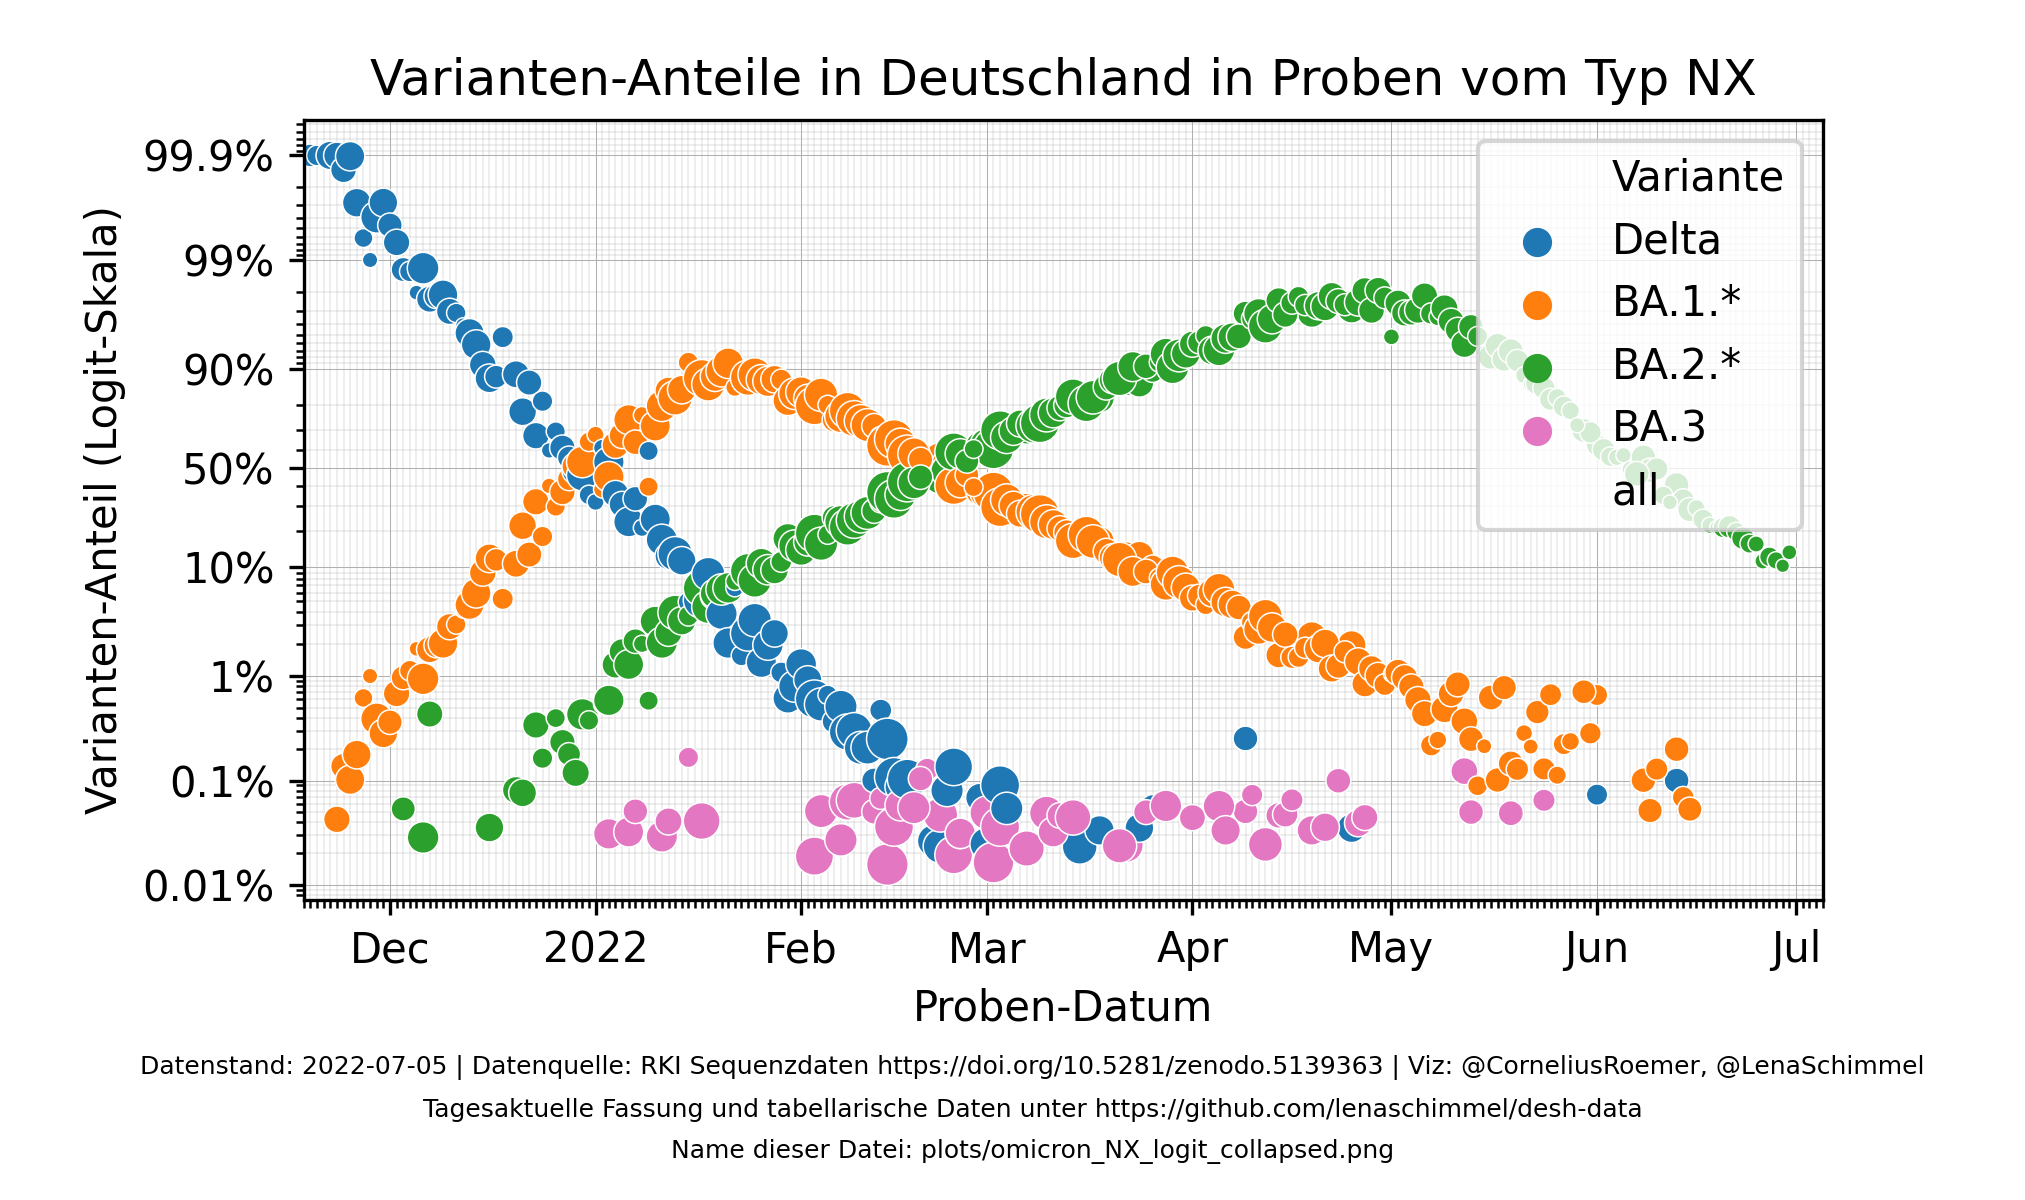 Varianten-Anteile in Deutschland in Proben vom Typ NX
Varianten-Anteil (Logit-Skala)
99.9%
99%
90%
50%
10%
1%
0.1%
0.01%
Variante
Delta
BA.1.*
BA.2.*
BA.3
all
Dec
2022
Feb
Mar
Apr
May
Jun
Jul
Proben-Datum
Datenstand: 2022-07-05 | Datenquelle: RKI Sequenzdaten https://doi.org/10.5281/zenodo.5139363 | Viz: @CorneliusRoemer, @LenaSchimmel
Tagesaktuelle Fassung und tabellarische Daten unter https://github.com/lenaschimmel/desh-data
Name dieser Datei: plots/omicron_NX_logit_collapsed.png